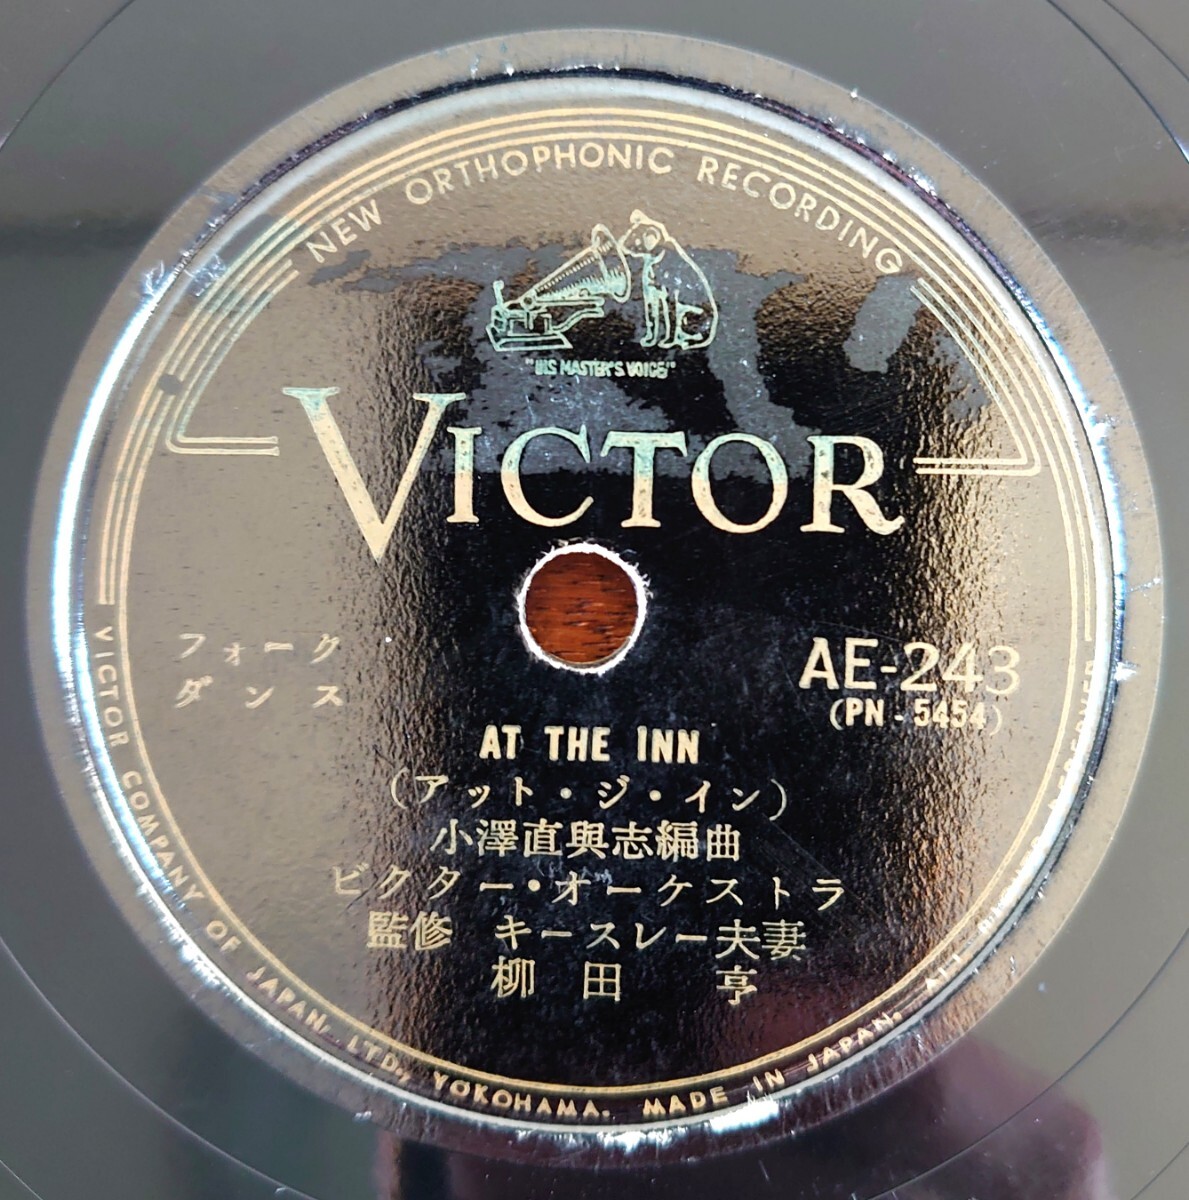 NEW ORTHOPHONIC RECORDING
"HIS MASTER'S VOICE"
VICTOR
フォーク
ダンス
AE-243
(PN-5454)
AT THE INN
(アット・ジ・イン)
小澤直與志編曲
ビクター・オーケストラ
監修 キースレー夫妻
柳田 亨
VICTOR COMPANY OF JAPAN, LTD., YOKOHAMA. MADE IN JAPAN. ALL RIGHTS RESERVED